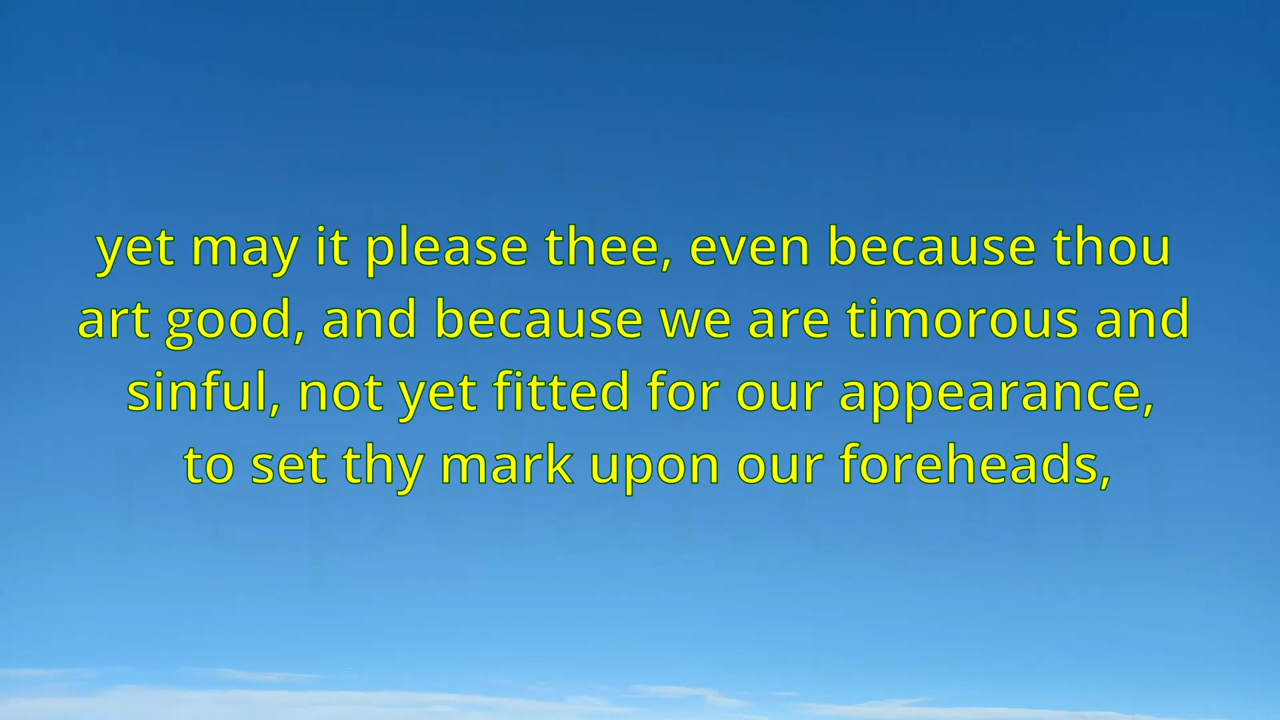 yet may it please thee, even because thou
art good, and because we are timorous and
sinful, not yet fitted for our appearance,
to set thy mark upon our foreheads,